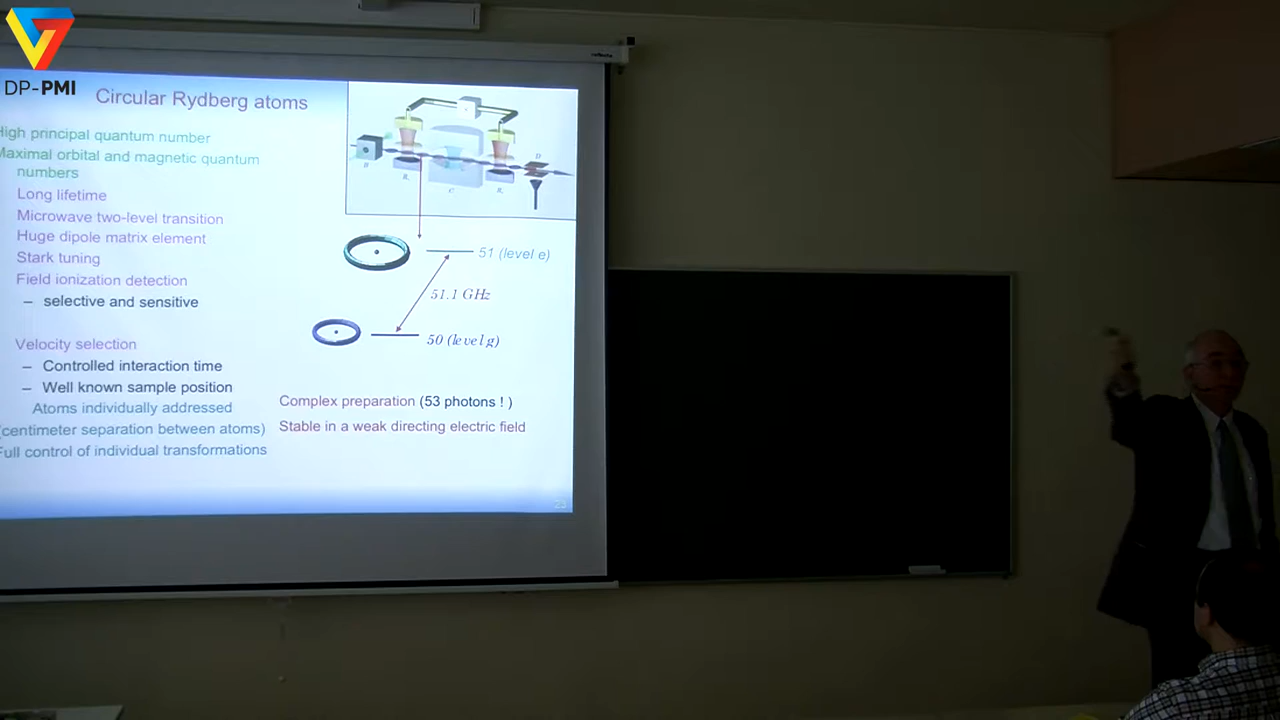 DP-PMI
Circular Rydberg atoms
High principal quantum number
Maximal orbital and magnetic quantum
numbers
Long lifetime
Microwave two-level transition
Huge dipole matrix element
Stark tuning
Field ionization detection
– selective and sensitive
Velocity selection
– Controlled interaction time
– Well known sample position
Atoms individually addressed
(centimeter separation between atoms)
Full control of individual transformations
51 (level e)
51.1 GHz
50 (level g)
Complex preparation (53 photons ! )
Stable in a weak directing electric field